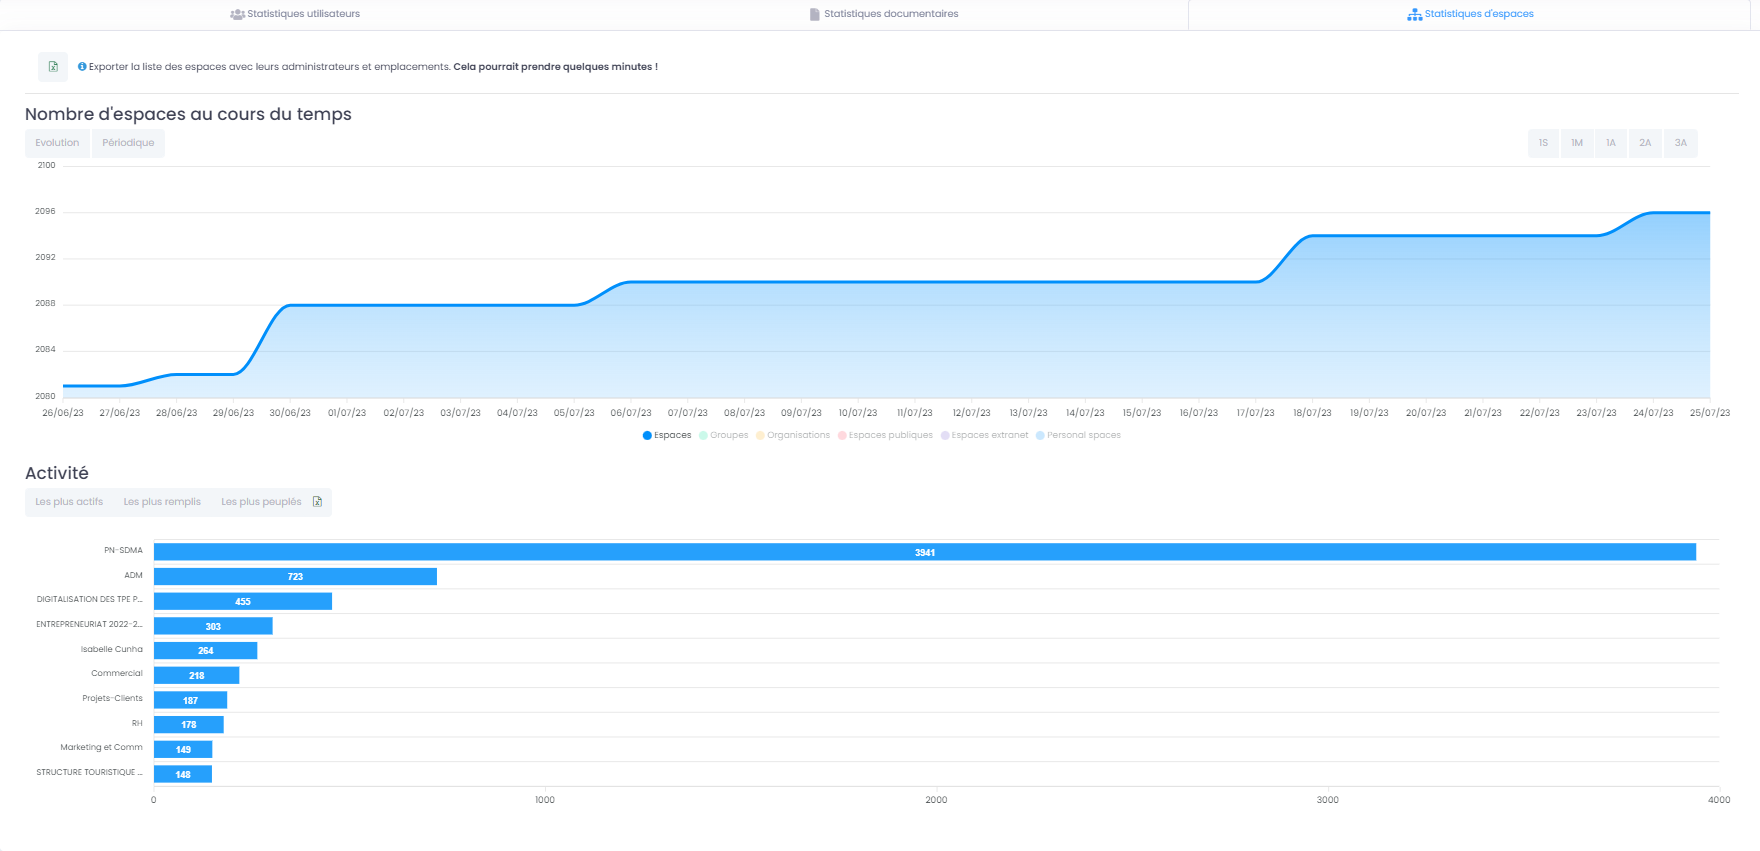 Statistiques utilisateurs
Statistiques documentaires
Statistiques d'espaces
Exporter la liste des espaces avec leurs administrateurs et emplacements. Cela pourrait prendre quelques minutes !
Nombre d'espaces au cours du temps
Evolution Périodique
1S 1M 1A 2A 3A
2100
2096
2092
2088
2084
2080
26/06/23 27/06/23 28/06/23 29/06/23 30/06/23 01/07/23 02/07/23 03/07/23 04/07/23 05/07/23 06/07/23 07/07/23 08/07/23 09/07/23 10/07/23 11/07/23 12/07/23 13/07/23 14/07/23 15/07/23 16/07/23 17/07/23 18/07/23 19/07/23 20/07/23 21/07/23 22/07/23 23/07/23 24/07/23 25/07/23
Espaces Groupes Organisations Espaces publiques Espaces extranet Personal spaces
Activité
Les plus actifs Les plus remplis Les plus peuplés
PN-SDMA 3941
ADM 723
DIGITALISATION DES TPE P... 455
ENTREPRENEURIAT 2022-2... 303
Isabelle Cunha 264
Commercial 218
Projets-Clients 187
RH 178
Marketing et Comm 149
STRUCTURE TOURISTIQUE ... 148
0 1000 2000 3000 4000